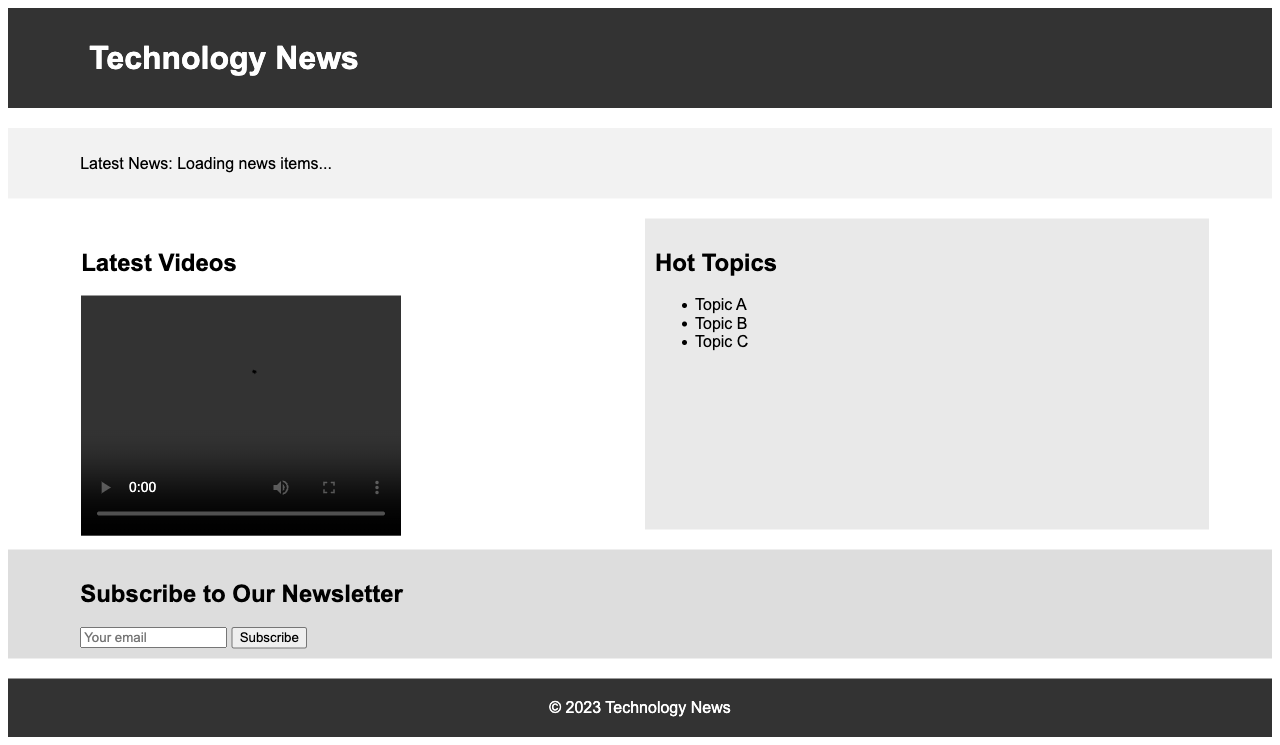 Technology News
Latest News: Loading news items...
Latest Videos
0:00
Hot Topics
Topic A
Topic B
Topic C
Subscribe to Our Newsletter
Your email Subscribe
© 2023 Technology News